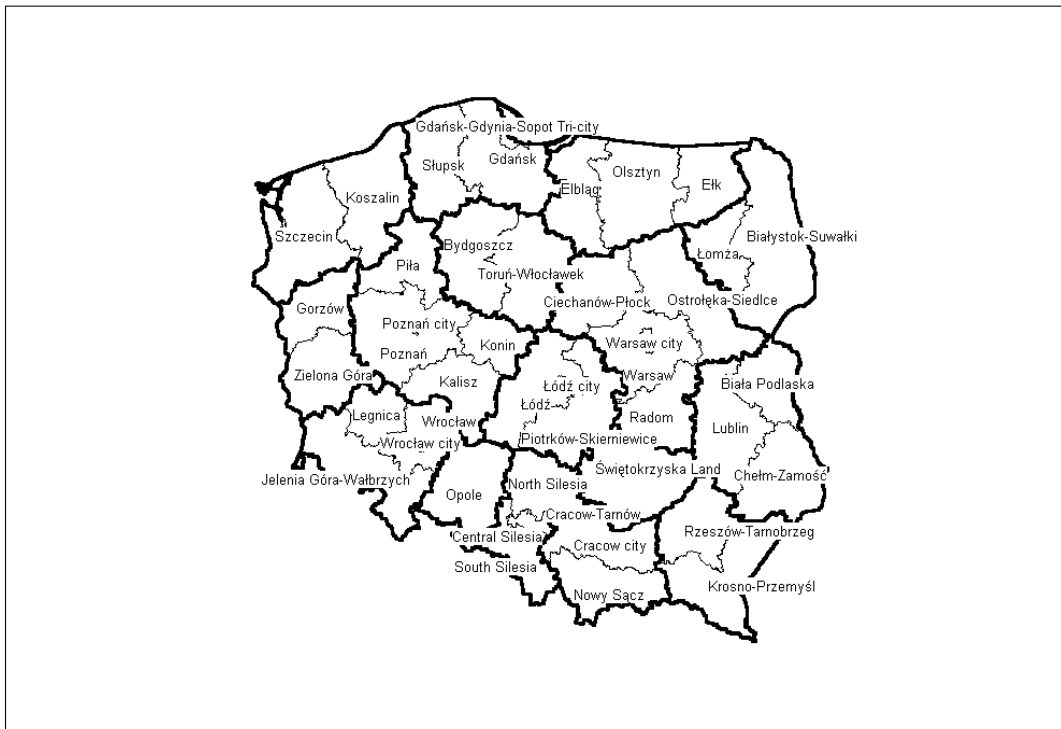 Gdańsk-Gdynia-Sopot Tri-city
Słupsk
Gdańsk
Olsztyn
Elbląg
Ełk
Koszalin
Szczecin
Białystok-Suwałki
Łomża
Bydgoszcz
Piła
Toruń-Włocławek
Ciechanów-Płock
Ostrołęka-Siedlce
Gorzów
Poznań city
Konin
Warsaw city
Poznań
Zielona Góra
Kalisz
Łódź city
Warsaw
Biała Podlaska
Łódź
Legnica
Wrocław
Radom
Lublin
Wrocław city
Piotrków-Skierniewice
Jelenia Góra-Wałbrzych
Świętokrzyska Land
Chełm-Zamość
North Silesia
Opole
Cracow-Tarnów
Central Silesia
Cracow city
Rzeszów-Tarnobrzeg
South Silesia
Krosno-Przemyśl
Nowy Sącz